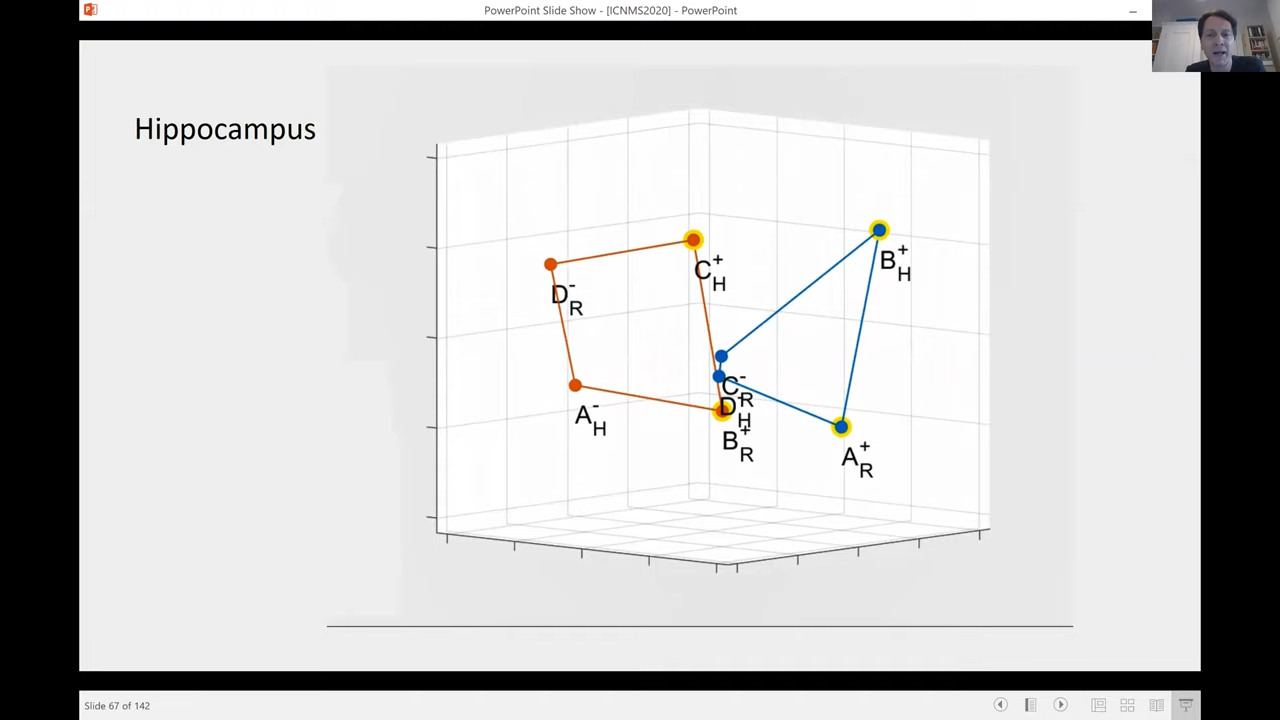 PowerPoint Slide Show - [ICNMS2020] - PowerPoint
Hippocampus
C+H
B+H
D-R
C-R
A-H
D-H
B+R
A+R
Slide 67 of 142